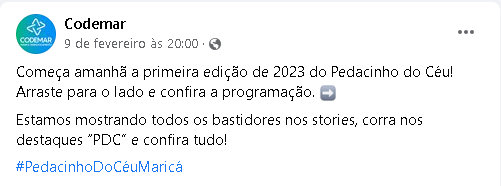 CODEMAR
Codemar
9 de fevereiro às 20:00 ·
Começa amanhã a primeira edição de 2023 do Pedacinho do Céu!
Arraste para o lado e confira a programação. ➡️
Estamos mostrando todos os bastidores nos stories, corra nos
destaques “PDC” e confira tudo!
#PedacinhoDoCéuMaricá